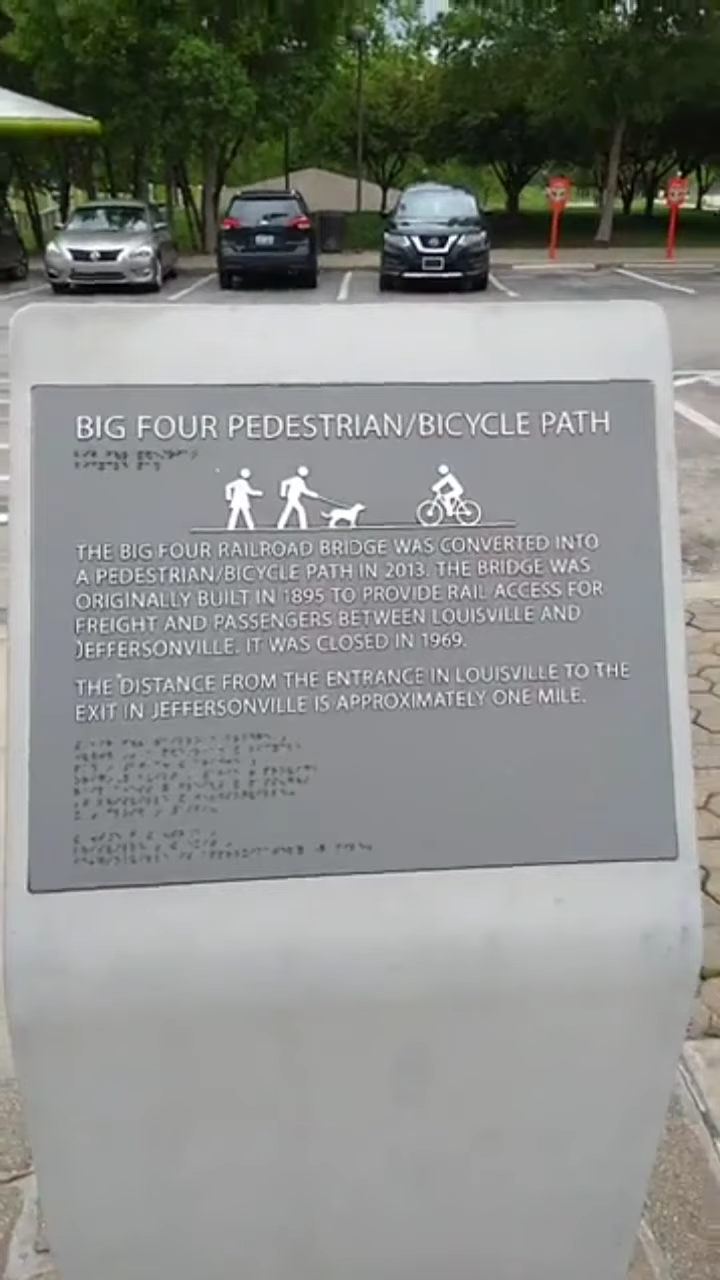 BIG FOUR PEDESTRIAN/BICYCLE PATH
THE BIG FOUR RAILROAD BRIDGE WAS CONVERTED INTO
A PEDESTRIAN/BICYCLE PATH IN 2013. THE BRIDGE WAS
ORIGINALLY BUILT IN 1895 TO PROVIDE RAIL ACCESS FOR
FREIGHT AND PASSENGERS BETWEEN LOUISVILLE AND
JEFFERSONVILLE. IT WAS CLOSED IN 1969.
THE DISTANCE FROM THE ENTRANCE IN LOUISVILLE TO THE
EXIT IN JEFFERSONVILLE IS APPROXIMATELY ONE MILE.